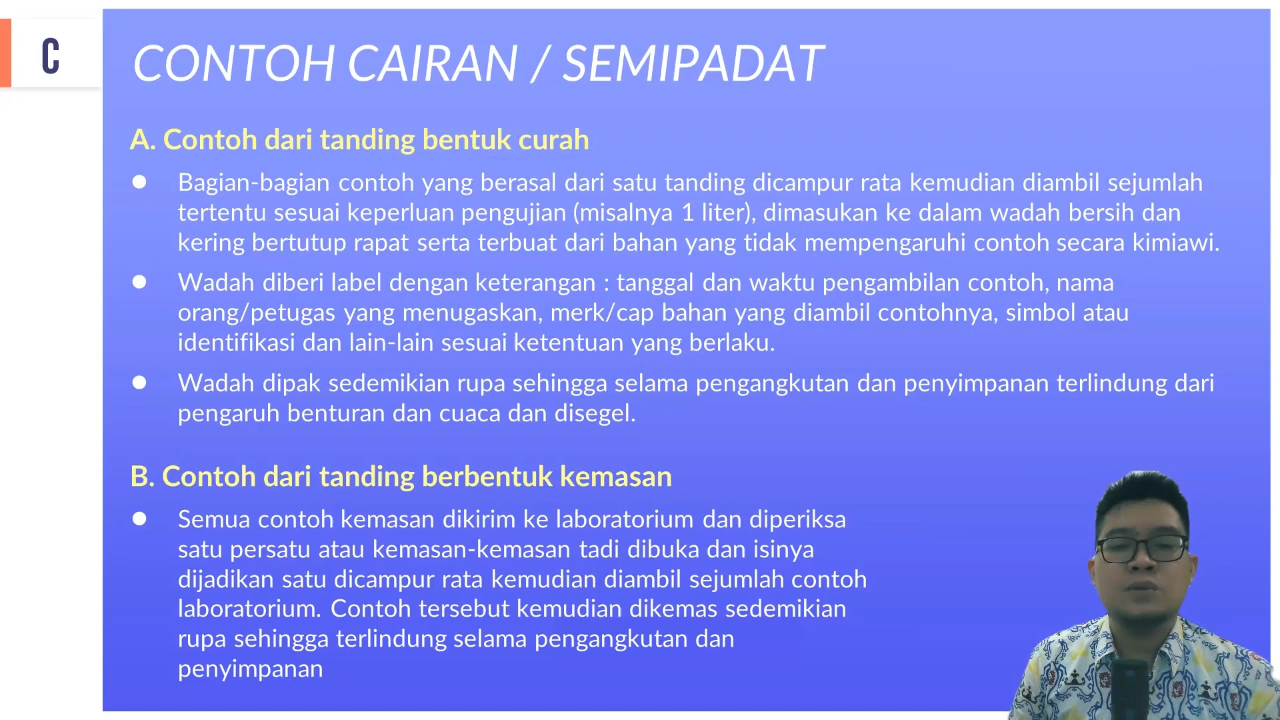 C
CONTOH CAIRAN / SEMIPADAT
A. Contoh dari tanding bentuk curah
● Bagian-bagian contoh yang berasal dari satu tanding dicampur rata kemudian diambil sejumlah
tertentu sesuai keperluan pengujian (misalnya 1 liter), dimasukan ke dalam wadah bersih dan
kering bertutup rapat serta terbuat dari bahan yang tidak mempengaruhi contoh secara kimiawi.
● Wadah diberi label dengan keterangan : tanggal dan waktu pengambilan contoh, nama
orang/petugas yang menugaskan, merk/cap bahan yang diambil contohnya, simbol atau
identifikasi dan lain-lain sesuai ketentuan yang berlaku.
● Wadah dipak sedemikian rupa sehingga selama pengangkutan dan penyimpanan terlindung dari
pengaruh benturan dan cuaca dan disegel.
B. Contoh dari tanding berbentuk kemasan
● Semua contoh kemasan dikirim ke laboratorium dan diperiksa
satu persatu atau kemasan-kemasan tadi dibuka dan isinya
dijadikan satu dicampur rata kemudian diambil sejumlah contoh
laboratorium. Contoh tersebut kemudian dikemas sedemikian
rupa sehingga terlindung selama pengangkutan dan
penyimpanan